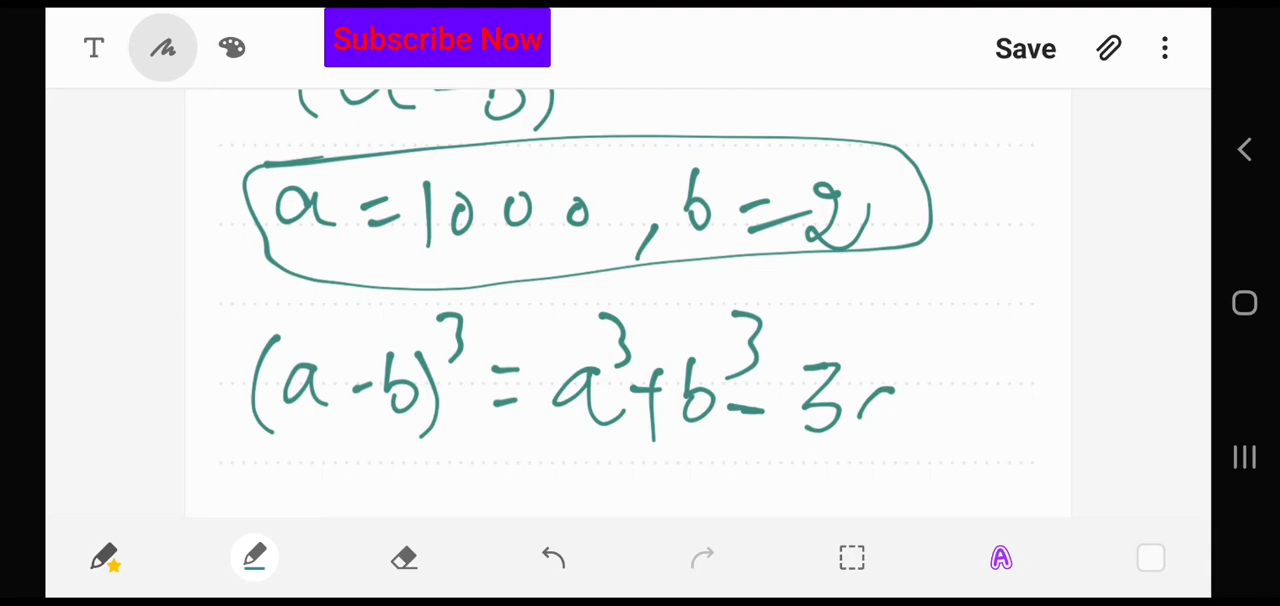 T
Subscribe Now
Save
(a-b)
a=1000, b=2
(a-b)³ = a³+b³-3
A